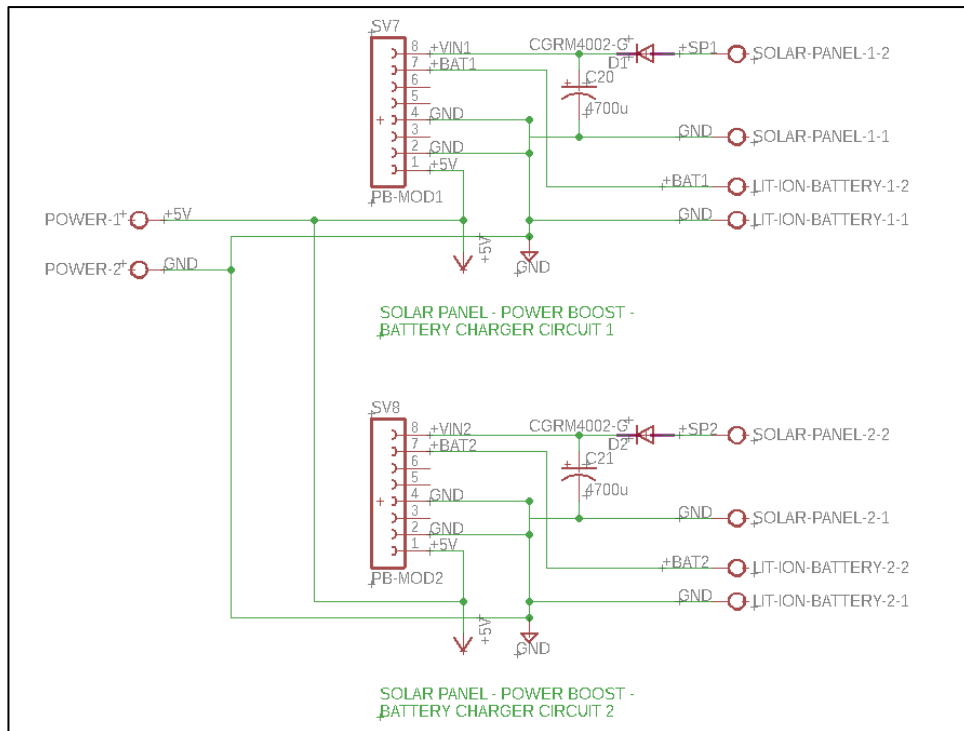 SV7
8
+VIN1
CGRM4002-G
D1
+SP1
SOLAR-PANEL-1-2
7
+BAT1
6
5
C20
4700u
4
GND
3
GND
SOLAR-PANEL-1-1
2
GND
1
+5V
+BAT1
LIT-ION-BATTERY-1-2
PB-MOD1
POWER-1
+5V
GND
LIT-ION-BATTERY-1-1
POWER-2
GND
+5V
GND
SOLAR PANEL - POWER BOOST -
BATTERY CHARGER CIRCUIT 1
SV8
8
+VIN2
CGRM4002-G
D2
+SP2
SOLAR-PANEL-2-2
7
+BAT2
6
5
C21
4700u
4
GND
3
GND
SOLAR-PANEL-2-1
2
GND
1
+5V
+BAT2
LIT-ION-BATTERY-2-2
PB-MOD2
GND
LIT-ION-BATTERY-2-1
+5V
GND
SOLAR PANEL - POWER BOOST -
BATTERY CHARGER CIRCUIT 2